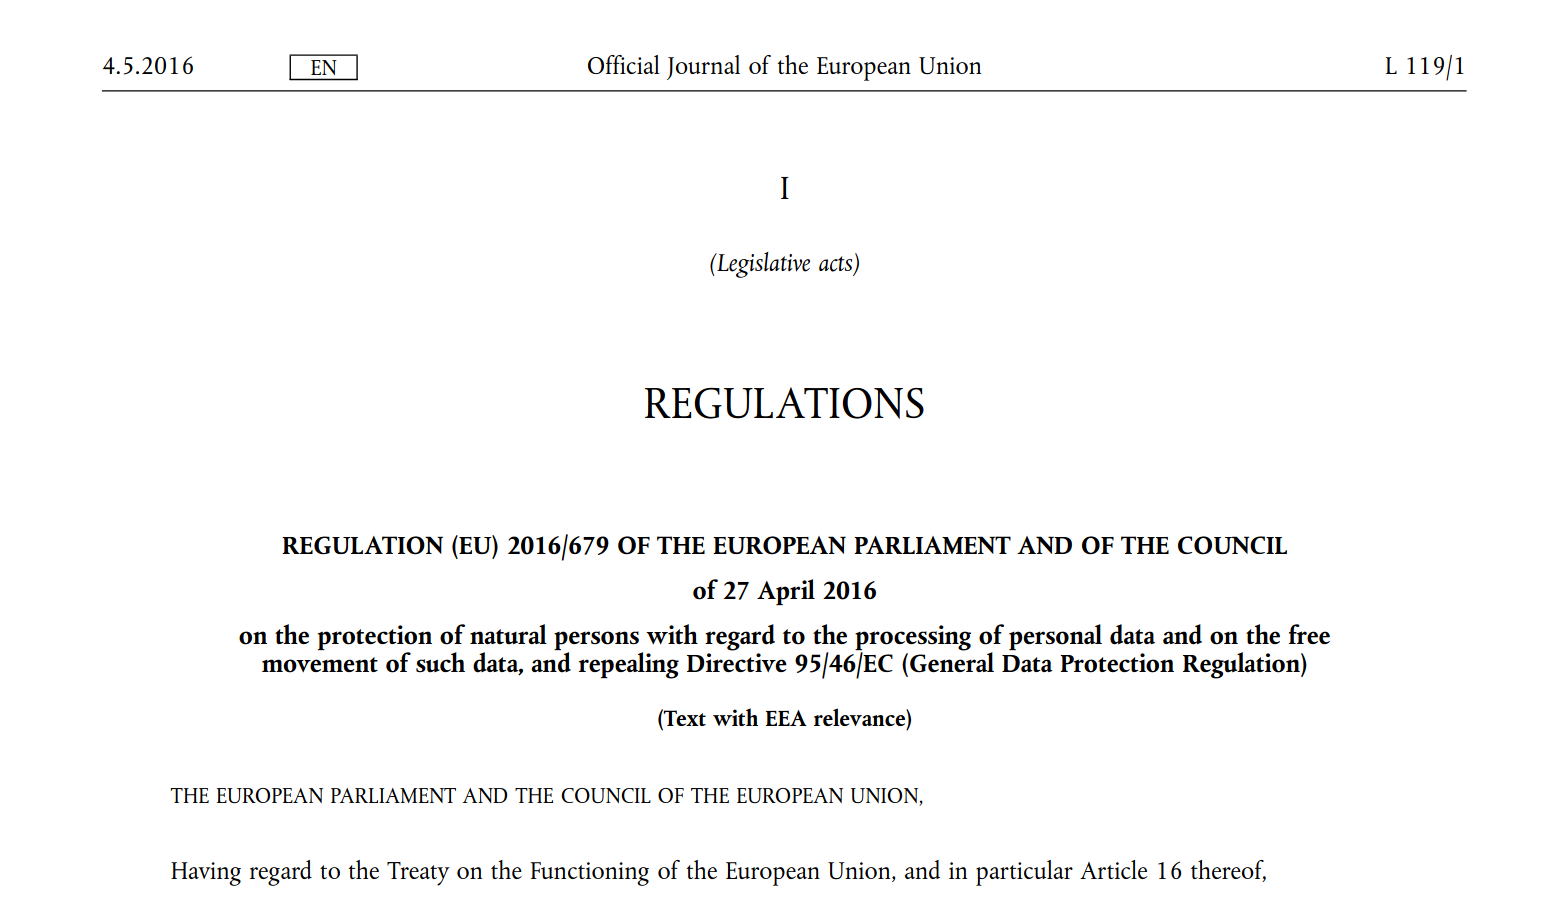 4.5.2016 EN Official Journal of the European Union L 119/1
I
(Legislative acts)
REGULATIONS
REGULATION (EU) 2016/679 OF THE EUROPEAN PARLIAMENT AND OF THE COUNCIL
of 27 April 2016
on the protection of natural persons with regard to the processing of personal data and on the free
movement of such data, and repealing Directive 95/46/EC (General Data Protection Regulation)
(Text with EEA relevance)
THE EUROPEAN PARLIAMENT AND THE COUNCIL OF THE EUROPEAN UNION,
Having regard to the Treaty on the Functioning of the European Union, and in particular Article 16 thereof,